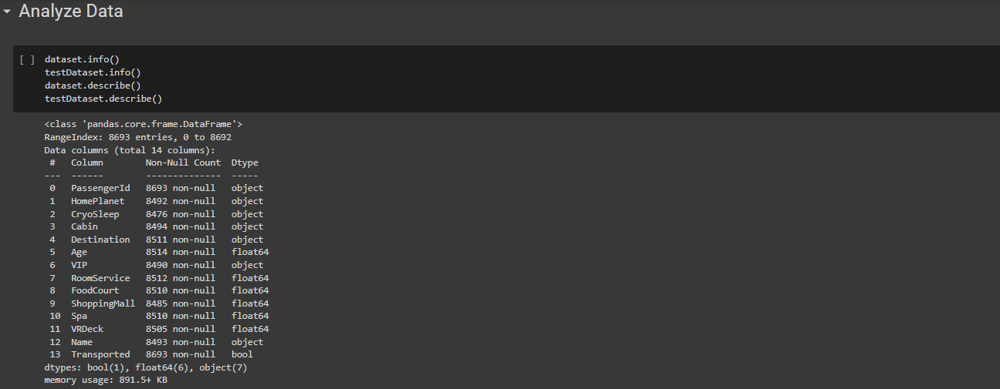 Analyze Data
[ ] dataset.info()
testDataset.info()
dataset.describe()
testDataset.describe()
<class 'pandas.core.frame.DataFrame'>
RangeIndex: 8693 entries, 0 to 8692
Data columns (total 14 columns):
 #   Column        Non-Null Count  Dtype
---  ------        --------------  -----
 0   PassengerId   8693 non-null   object
 1   HomePlanet    8492 non-null   object
 2   CryoSleep     8476 non-null   object
 3   Cabin         8494 non-null   object
 4   Destination   8511 non-null   object
 5   Age           8514 non-null   float64
 6   VIP           8490 non-null   object
 7   RoomService   8512 non-null   float64
 8   FoodCourt     8510 non-null   float64
 9   ShoppingMall  8485 non-null   float64
 10  Spa           8510 non-null   float64
 11  VRDeck        8505 non-null   float64
 12  Name          8493 non-null   object
 13  Transported   8693 non-null   bool
dtypes: bool(1), float64(6), object(7)
memory usage: 891.5+ KB